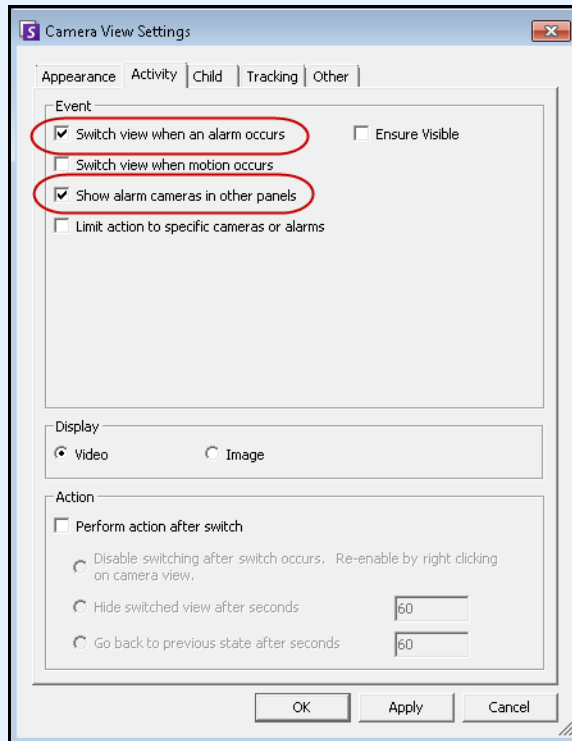 Camera View Settings
Appearance Activity Child Tracking Other
Event
Switch view when an alarm occurs Ensure Visible
Switch view when motion occurs
Show alarm cameras in other panels
Limit action to specific cameras or alarms
Display
Video Image
Action
Perform action after switch
Disable switching after switch occurs. Re-enable by right clicking
on camera view.
Hide switched view after seconds 60
Go back to previous state after seconds 60
OK Apply Cancel